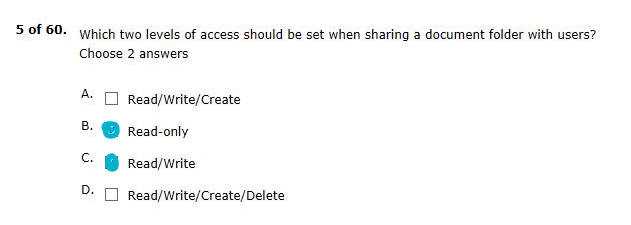 5 of 60. Which two levels of access should be set when sharing a document folder with users?
Choose 2 answers
A. Read/Write/Create
B. Read-only
C. Read/Write
D. Read/Write/Create/Delete